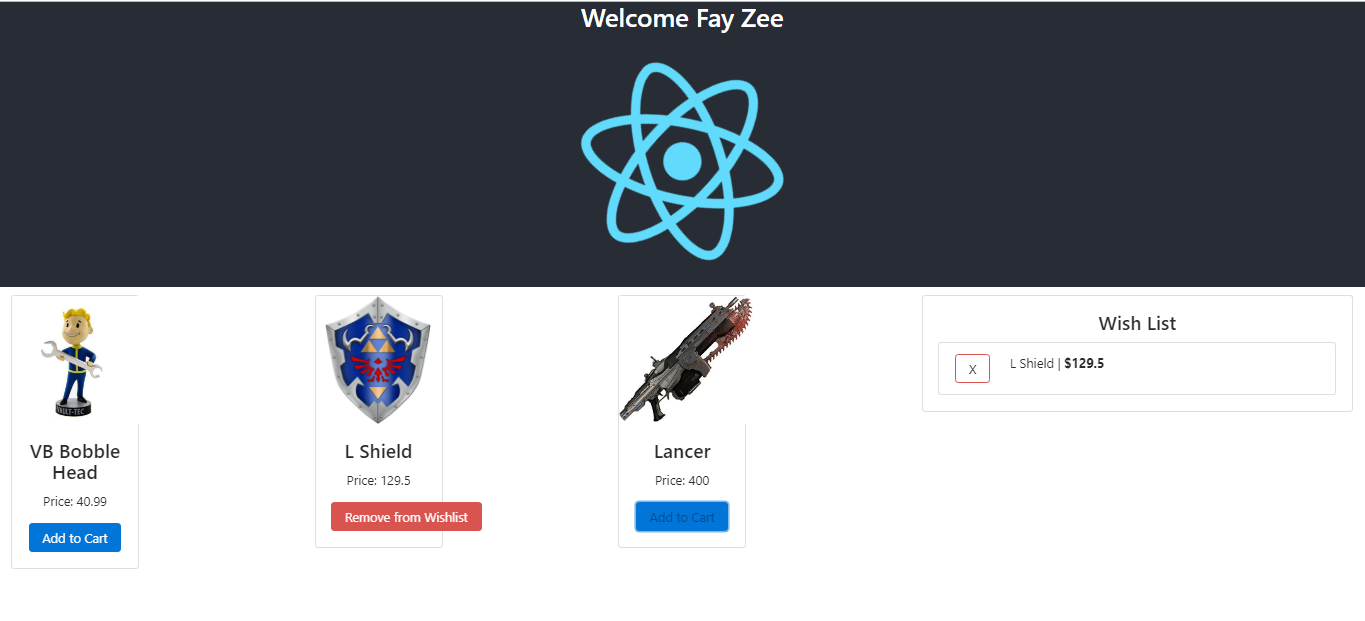 Welcome Fay Zee
VAULT-TEC
VB Bobble
Head
Price: 40.99
Add to Cart
L Shield
Price: 129.5
Remove from Wishlist
Lancer
Price: 400
Add to Cart
Wish List
X
L Shield | $129.5